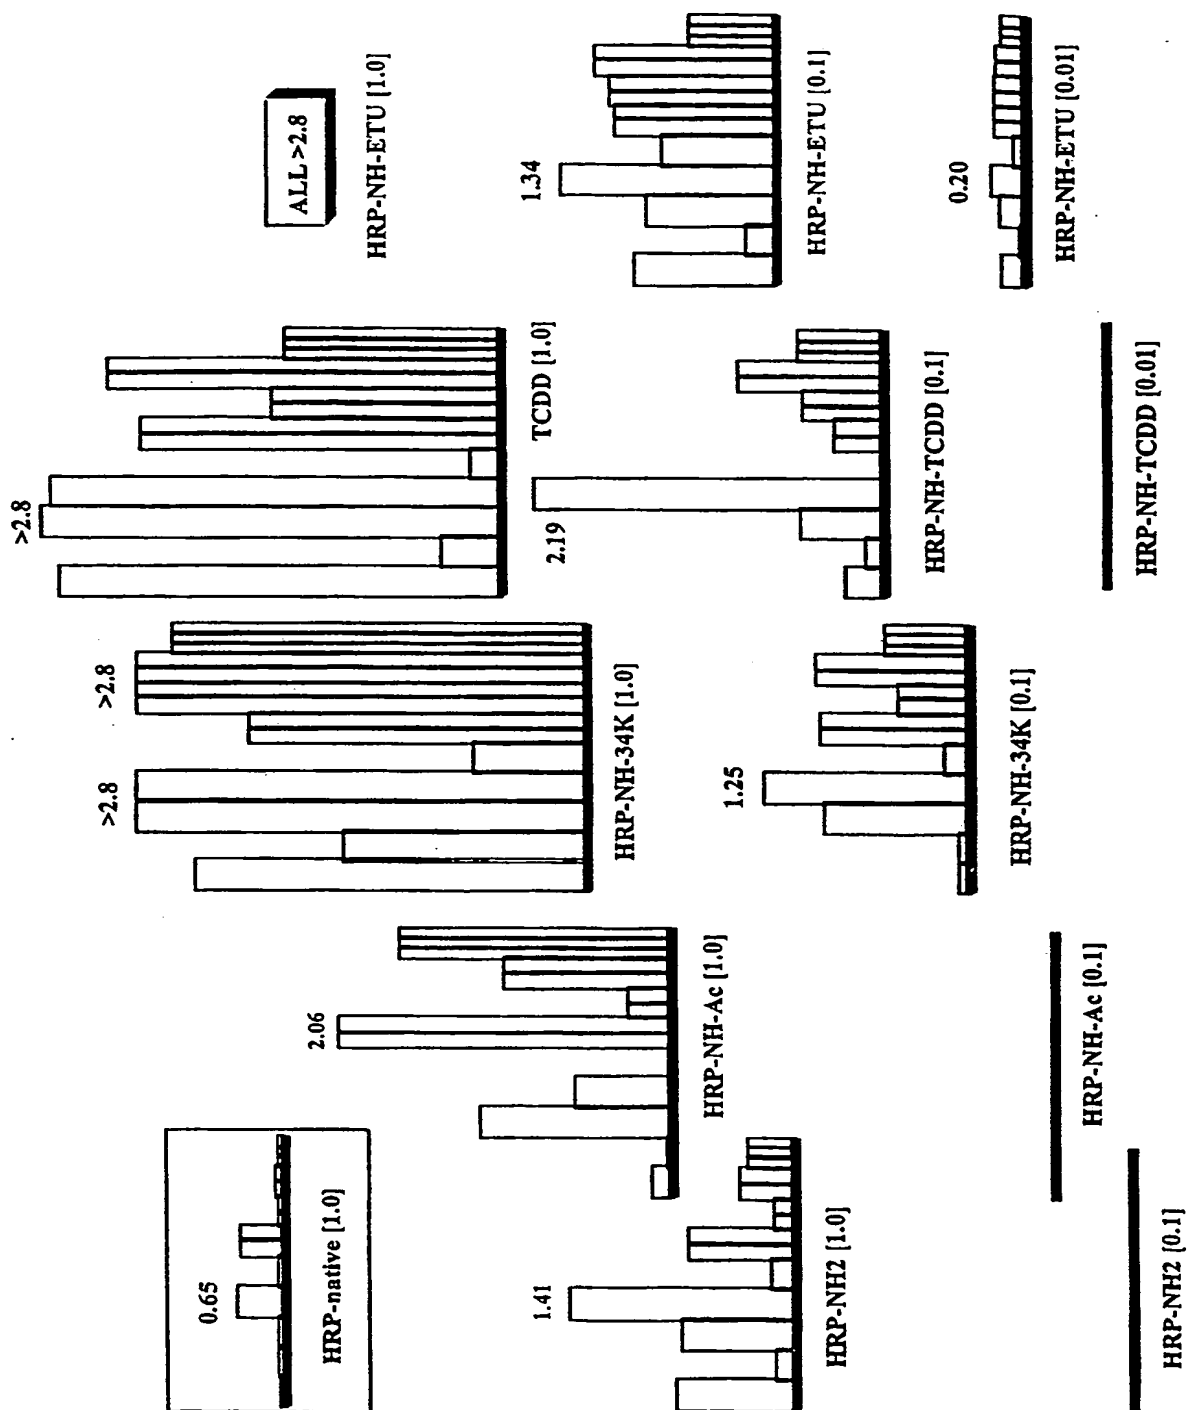 ALL >2.8
HRP-NH-ETU [1.0]
1.34
HRP-NH-ETU [0.1]
0.20
HRP-NH-ETU [0.01]
>2.8
TCDD [1.0]
2.19
HRP-NH-TCDD [0.1]
HRP-NH-TCDD [0.01]
>2.8
>2.8
HRP-NH-34K [1.0]
1.25
HRP-NH-34K [0.1]
2.06
HRP-NH-Ac [1.0]
HRP-NH-Ac [0.1]
0.65
HRP-native [1.0]
1.41
HRP-NH2 [1.0]
HRP-NH2 [0.1]